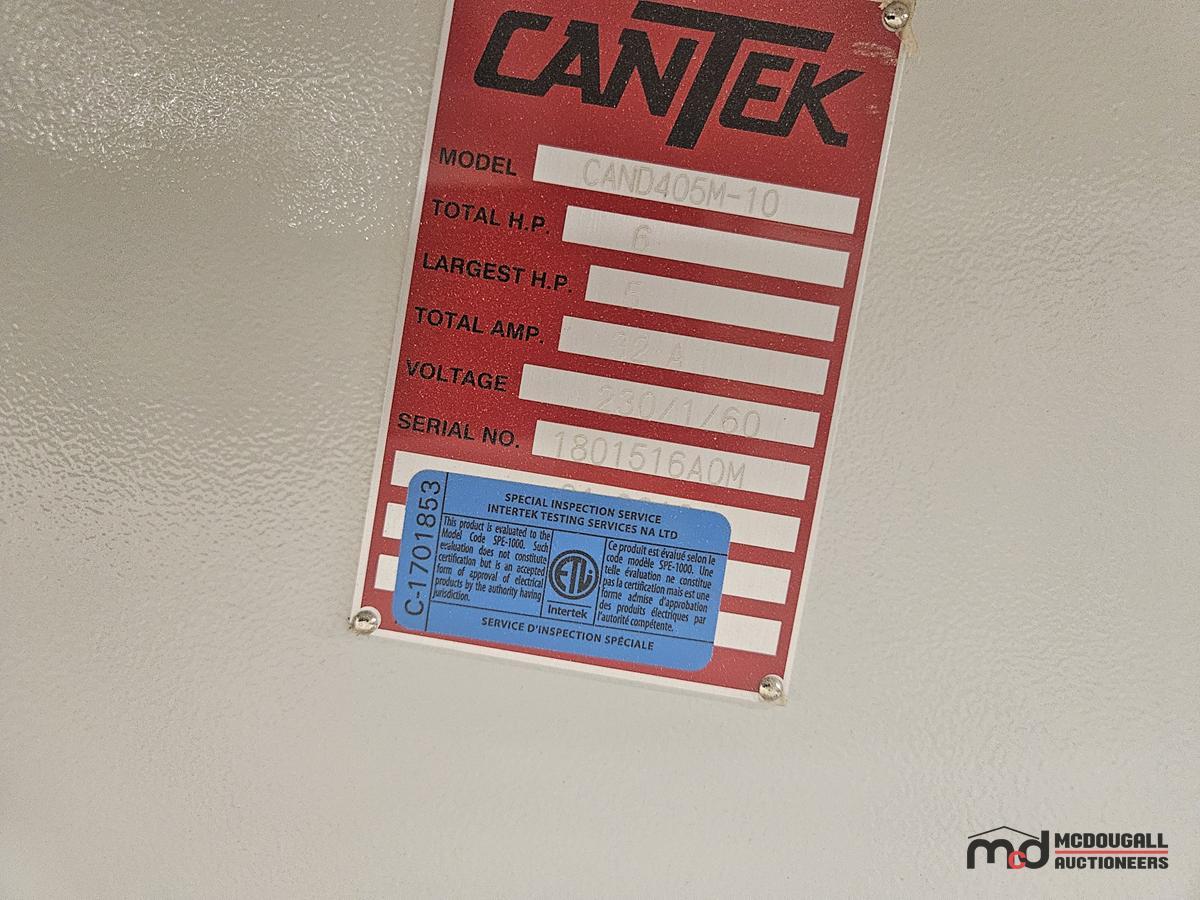 CANTEK
MODEL CAND405M-10
TOTAL H.P. 6
LARGEST H.P. 5
TOTAL AMP. 32 A
VOLTAGE 230/1/60
SERIAL NO. 1801516AOM
C-1701853
SPECIAL INSPECTION SERVICE
INTERTEK TESTING SERVICES NA LTD
This product is evaluated to the
Model Code SPE-1000. Such
evaluation does not constitute
certification but is an accepted
form of approval of electrical
products by the authority having
jurisdiction.
ETL
Intertek
Ce produit est évalué selon le
code modèle SPE-1000. Une
telle évaluation ne constitue
pas la certification mais est une
forme admise d'approbation
des produits électriques par
l'autorité compétente.
SERVICE D'INSPECTION SPÉCIALE
mcd MCDOUGALL
AUCTIONEERS